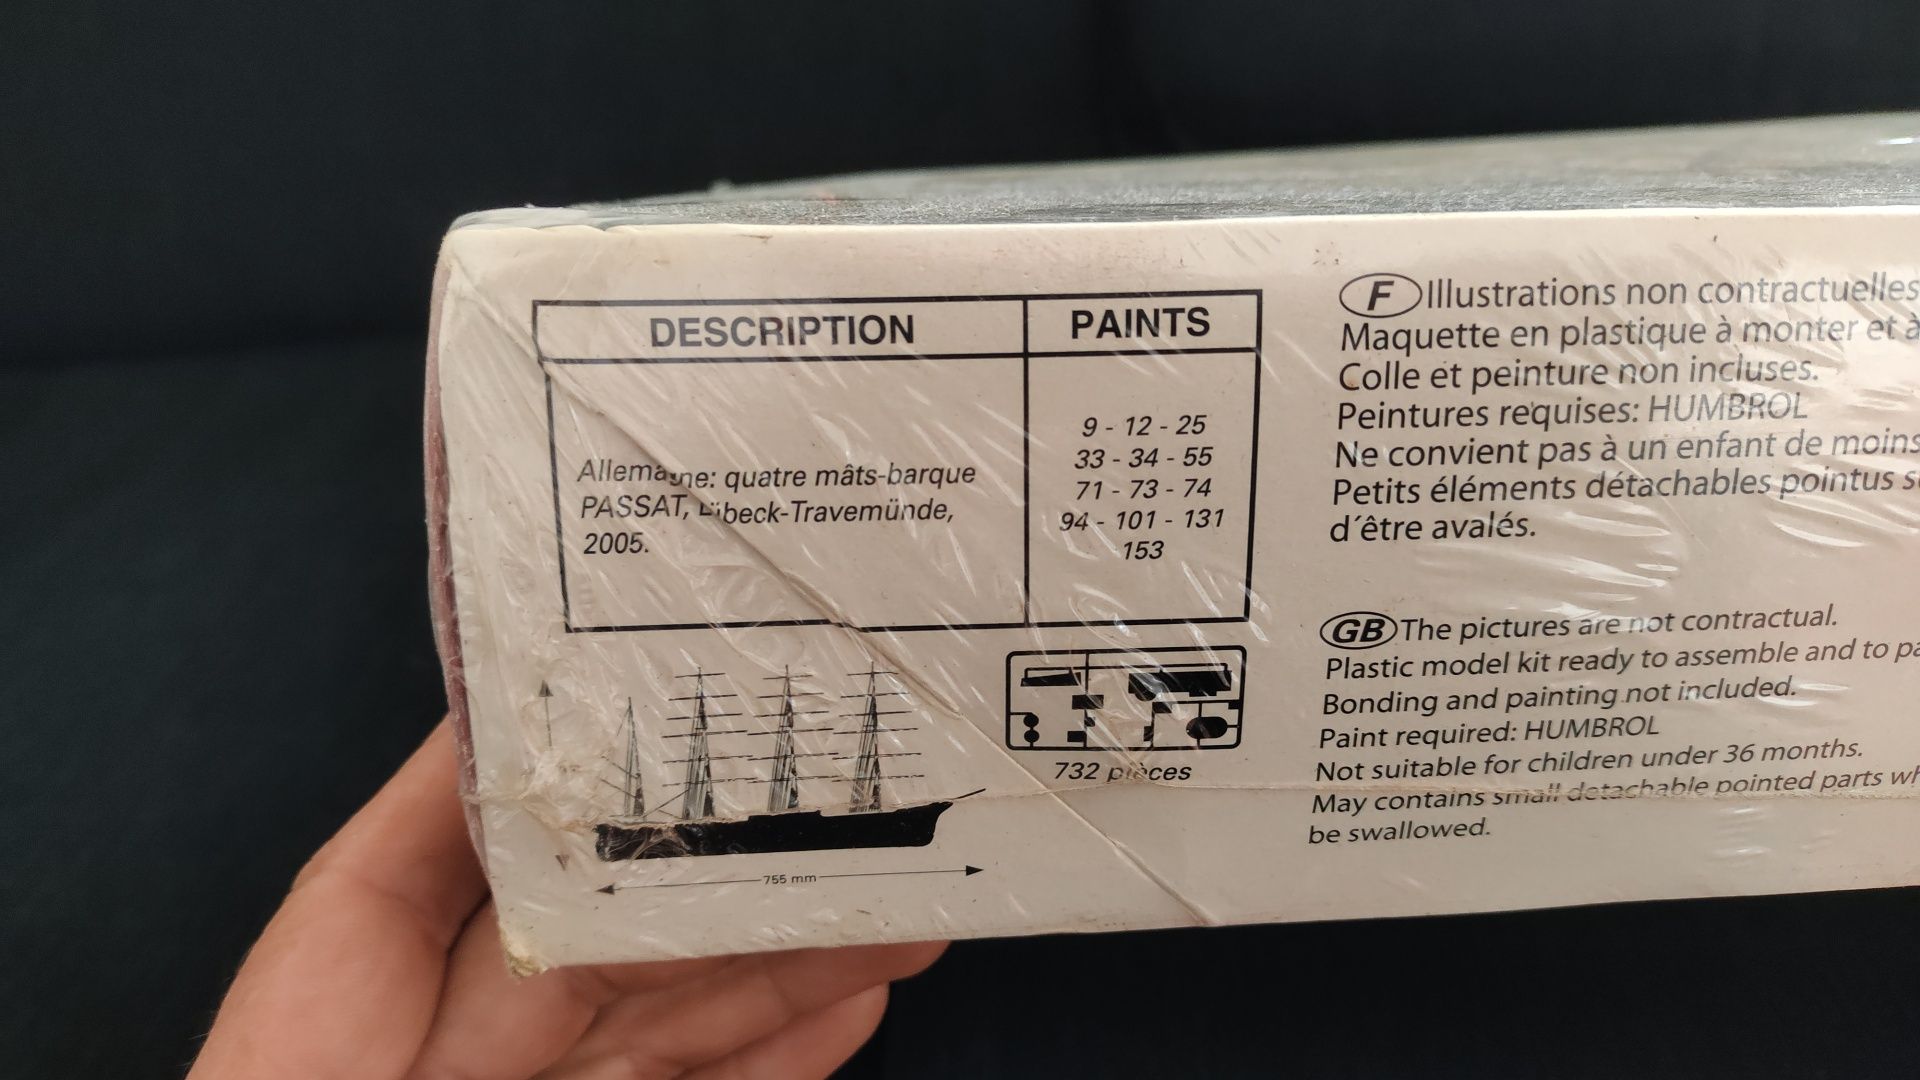 DESCRIPTION
PAINTS
Allemagne: quatre mâts-barque
PASSAT, Lübeck-Travemünde,
2005.
9 - 12 - 25
33 - 34 - 55
71 - 73 - 74
94 - 101 - 131
153
755 mm
732 pièces
F Illustrations non contractuelles
Maquette en plastique à monter et à
Colle et peinture non incluses.
Peintures requises: HUMBROL
Ne convient pas à un enfant de moins
Petits éléments détachables pointus
d´être avalés.
GB The pictures are not contractual.
Plastic model kit ready to assemble and to
Bonding and painting not included.
Paint required: HUMBROL
Not suitable for children under 36 months.
May contains small detachable pointed parts
be swallowed.